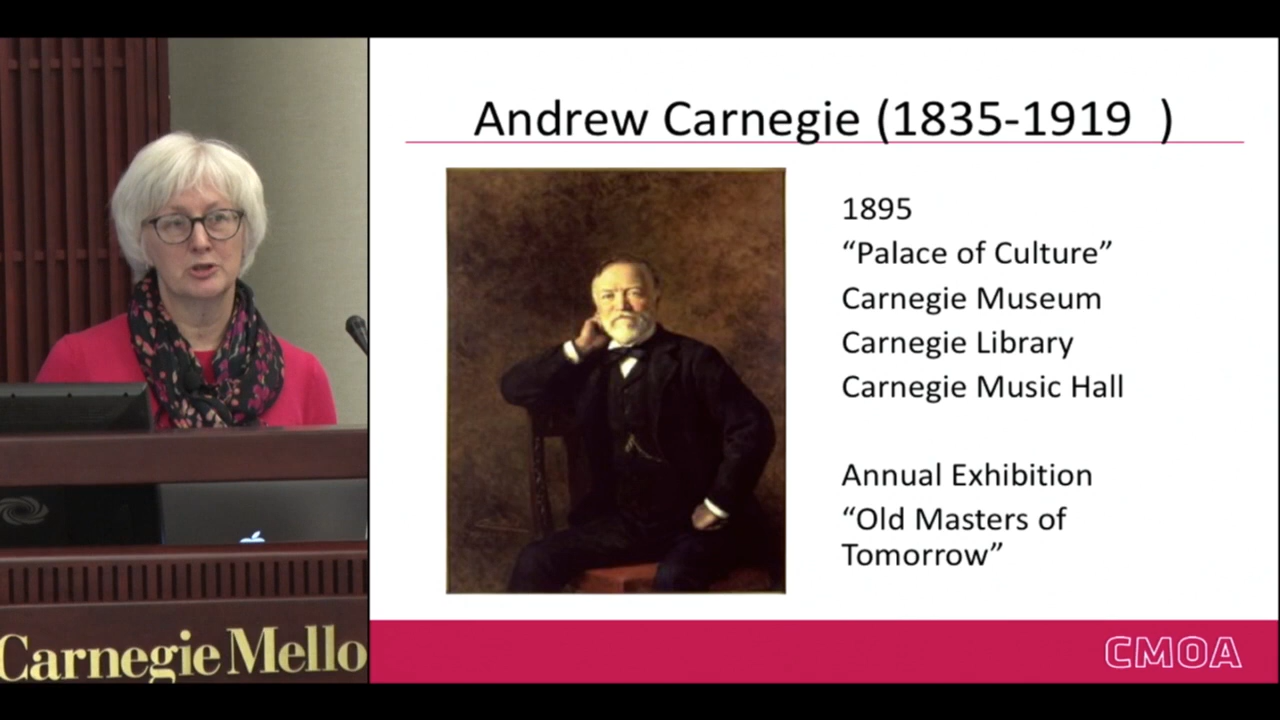 Andrew Carnegie (1835-1919  )
1895
“Palace of Culture”
Carnegie Museum
Carnegie Library
Carnegie Music Hall
Annual Exhibition
“Old Masters of
Tomorrow”
CMOA
Carnegie Mello